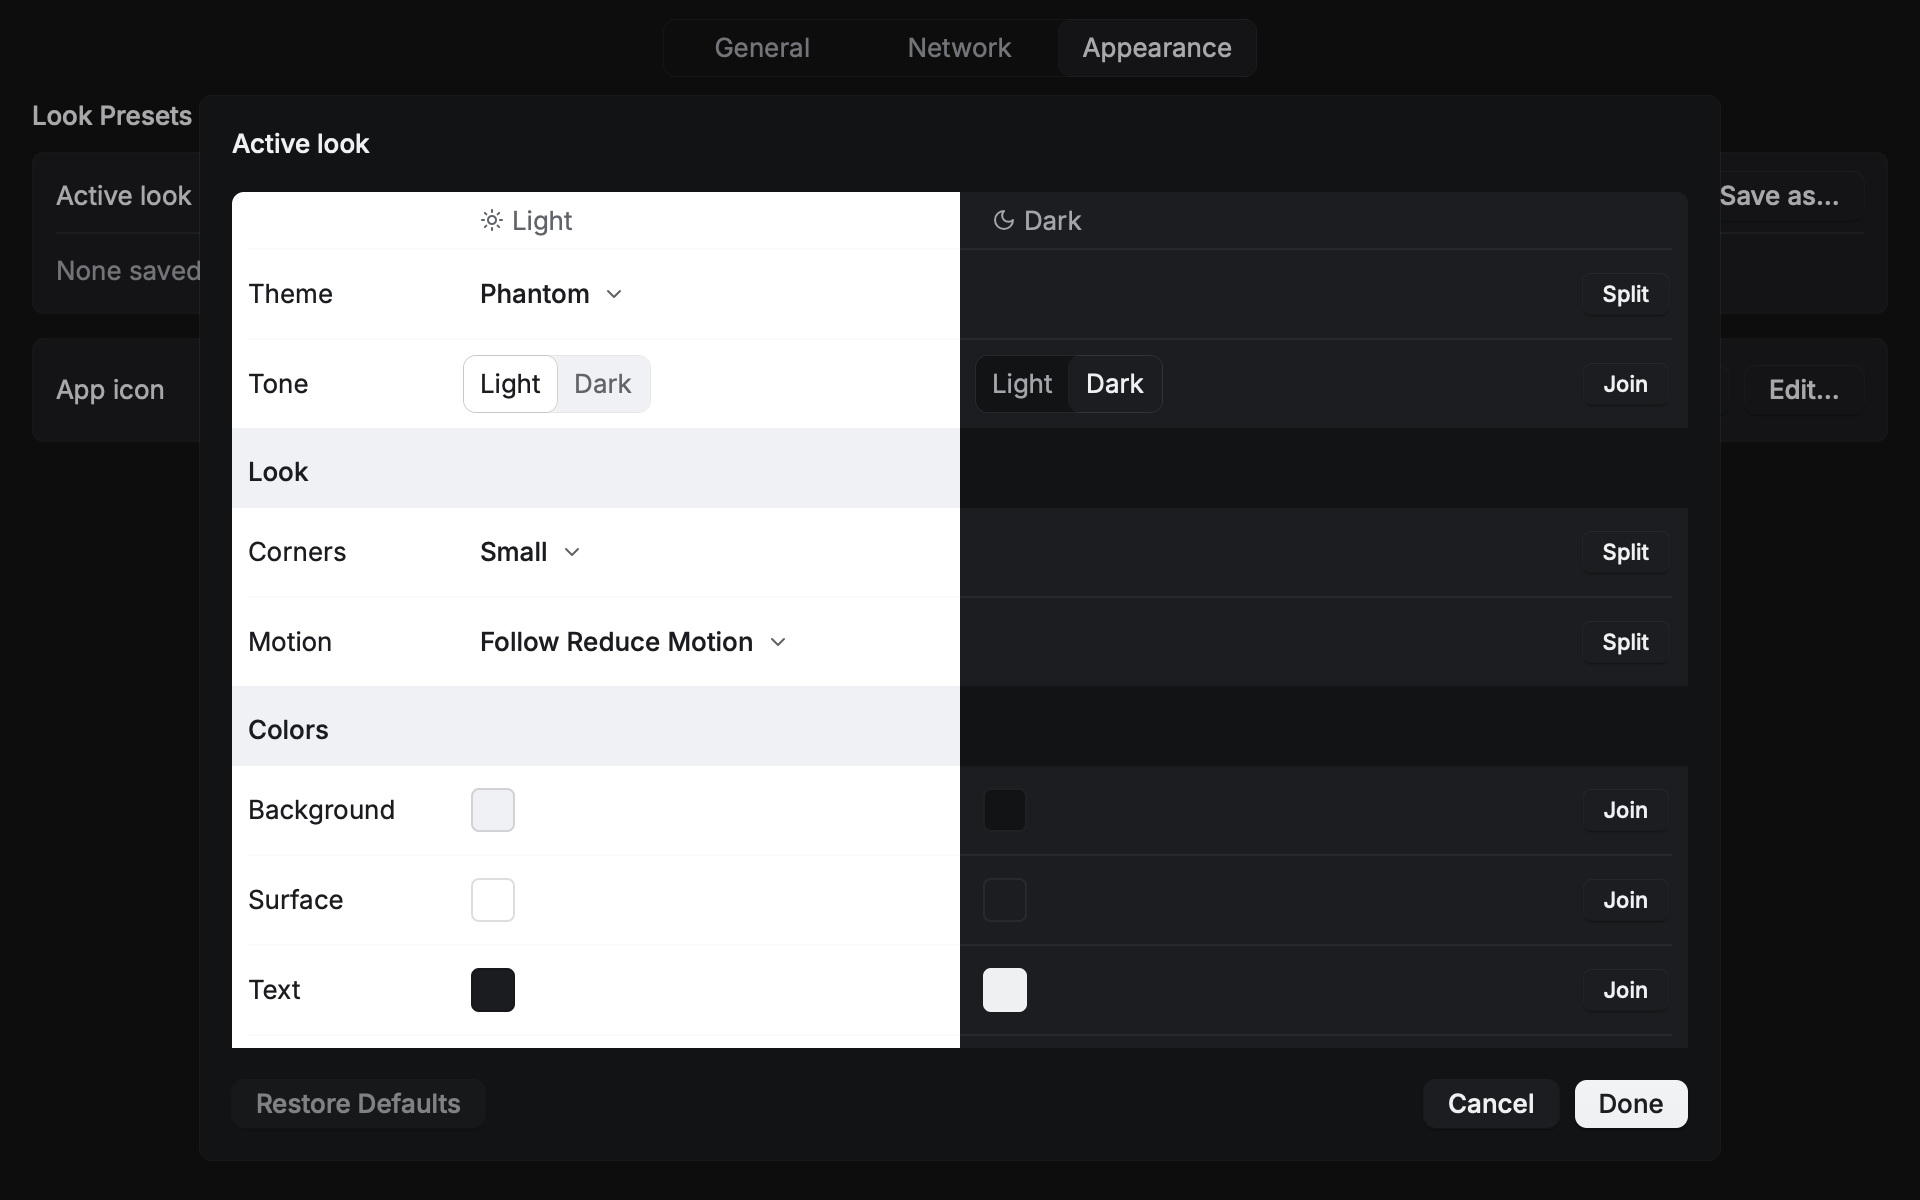 General Network Appearance
Look Presets
Active look
Save as...
None saved
App icon
Edit...
Active look
Light Dark
Theme Phantom Split
Tone Light Dark Light Dark Join
Look
Corners Small Split
Motion Follow Reduce Motion Split
Colors
Background Join
Surface Join
Text Join
Restore Defaults Cancel Done